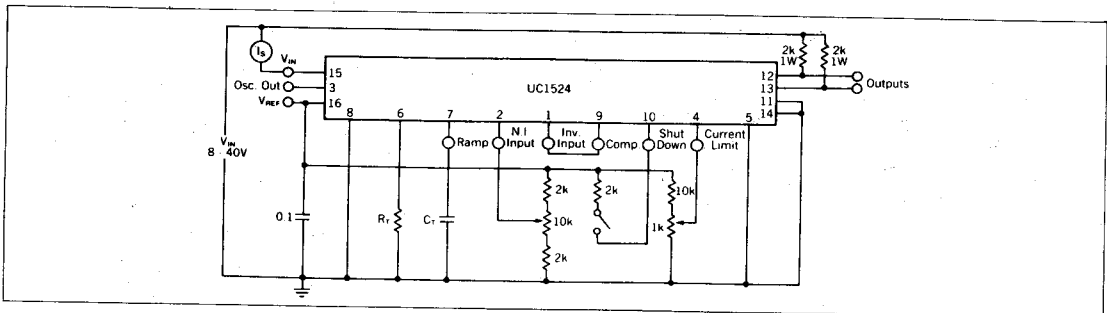 Is
VIN
Osc. Out
VREF
15
3
16
UC1524
2k
1W
2k
1W
12
13
11
14
Outputs
8
6
7
2
1
9
10
4
5
Ramp
N.I
Input
Inv.
Input
Comp.
Shut
Down
Current
Limit
VIN
8 - 40V
0.1
RT
CT
2k
10k
2k
2k
10k
1k